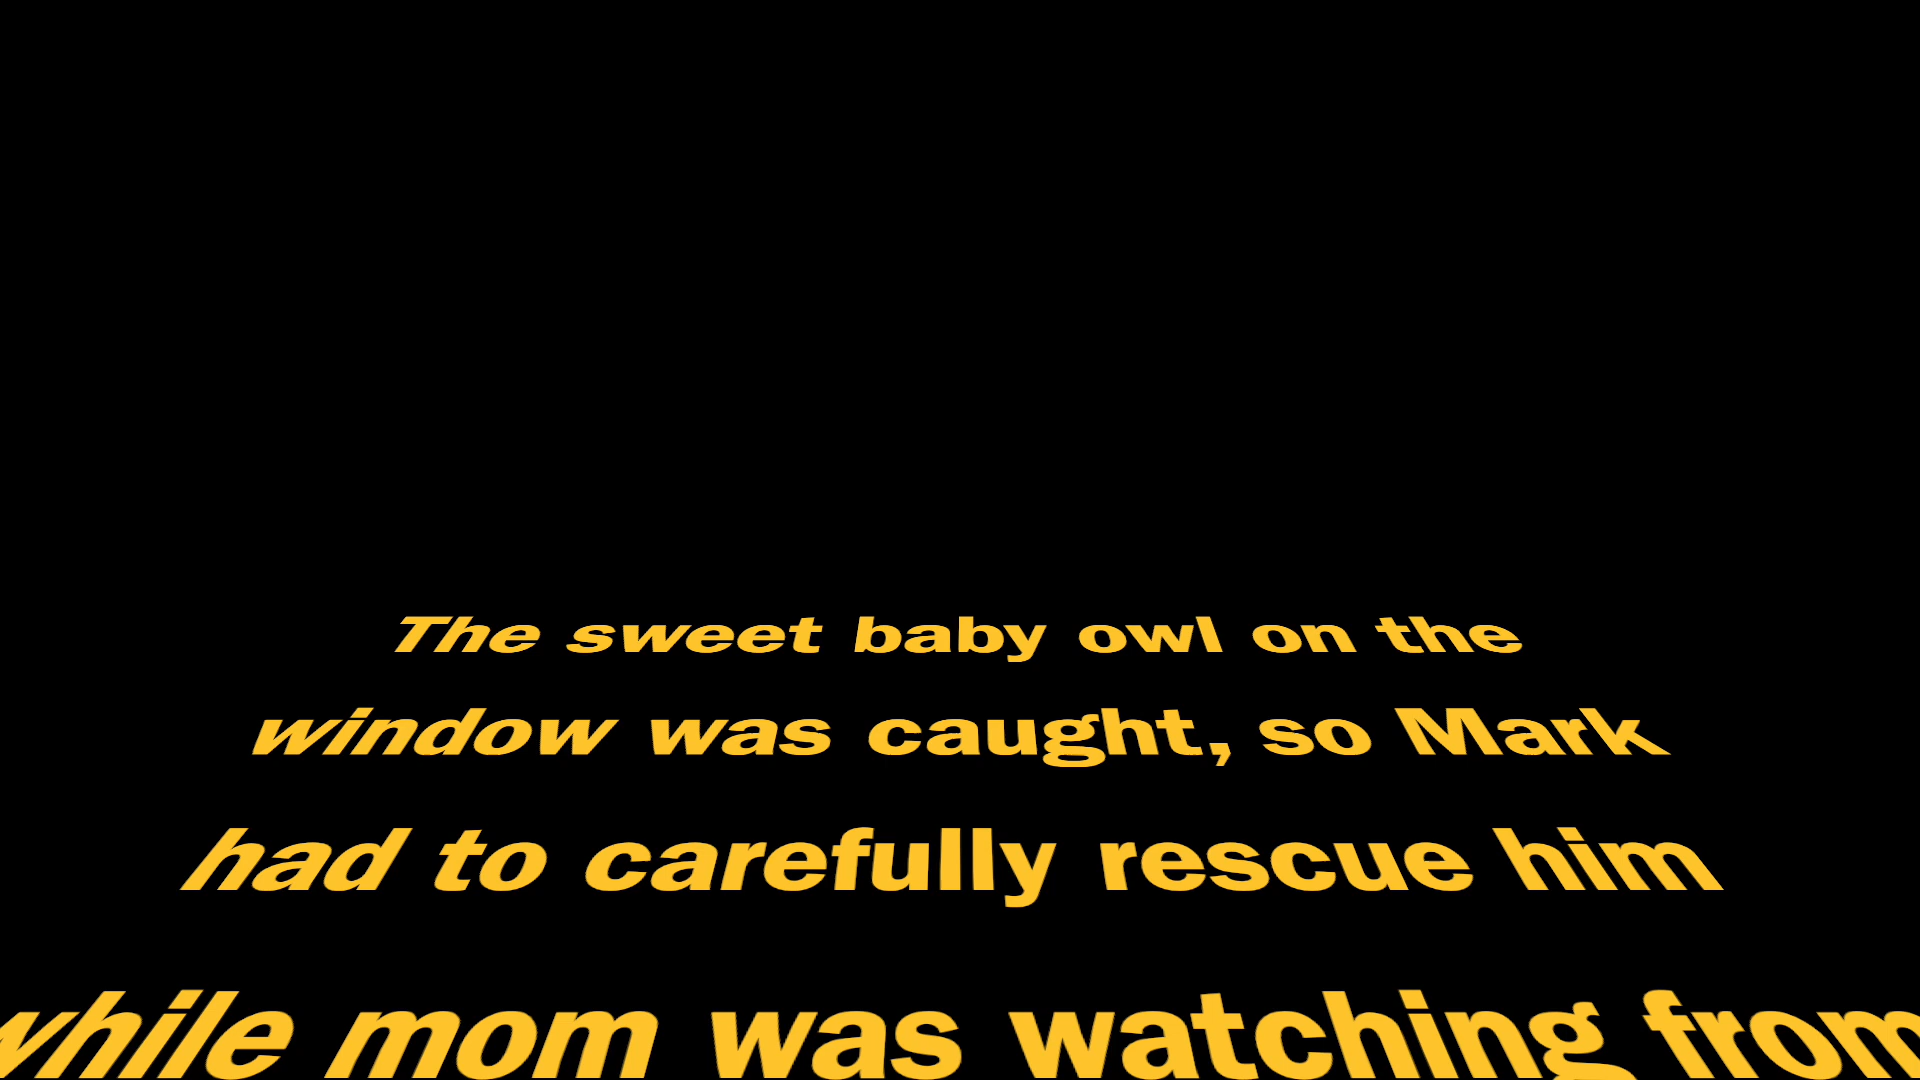 The sweet baby owl on the
window was caught, so Mark
had to carefully rescue him
while mom was watching from